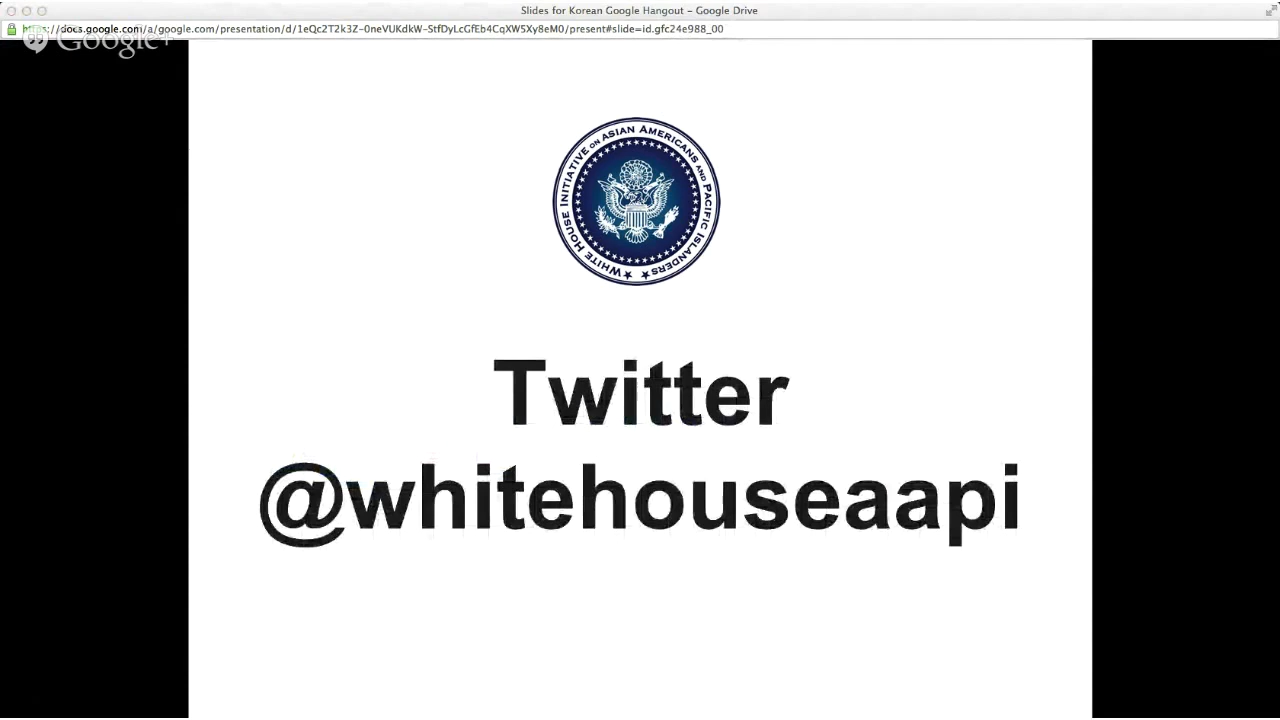 Slides for Korean Google Hangout - Google Drive
https://docs.google.com/a/google.com/presentation/d/1eQc2T2k3Z-0neVUKdkW-StfDyLcGfEb4CqXW5Xy8eM0/present#slide=id.gfc24e988_00
Google+
WHITE HOUSE INITIATIVE ON ASIAN AMERICANS AND PACIFIC ISLANDERS
Twitter
@whitehouseaapi